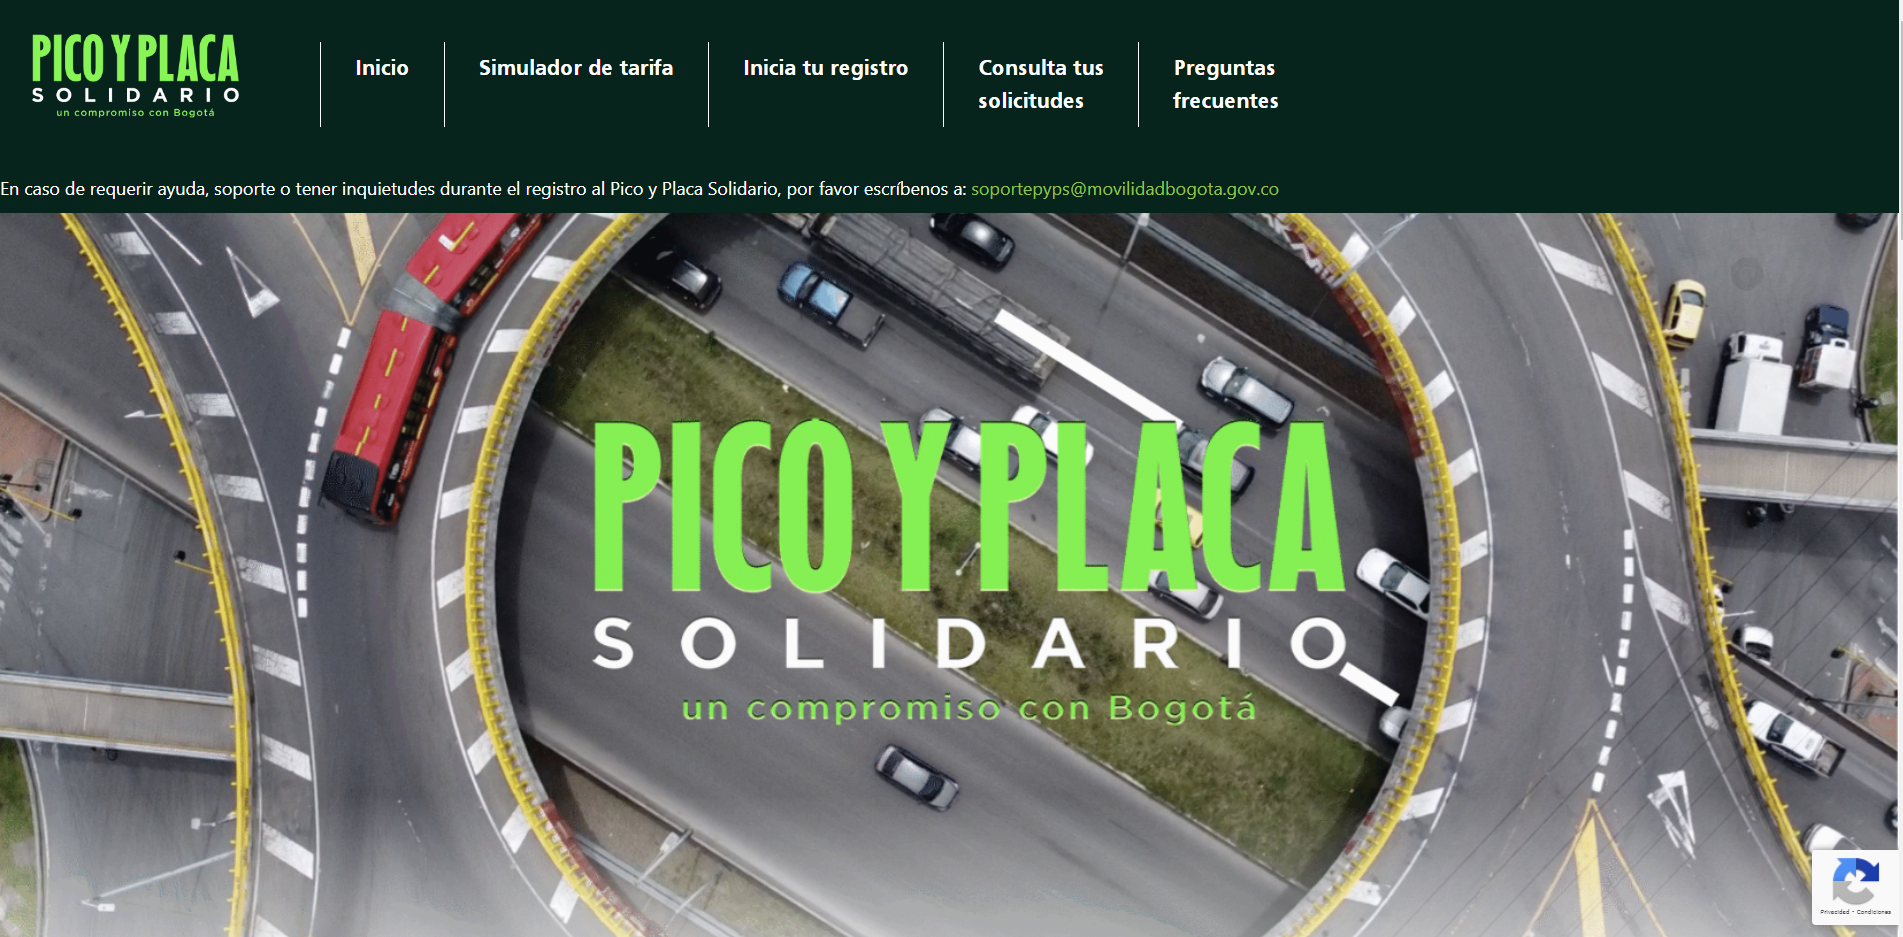 PICO Y PLACA
SOLIDARIO
un compromiso con Bogotá
Inicio
Simulador de tarifa
Inicia tu registro
Consulta tus
solicitudes
Preguntas
frecuentes
En caso de requerir ayuda, soporte o tener inquietudes durante el registro al Pico y Placa Solidario, por favor escríbenos a: soportepyps@movilidadbogota.gov.co
PICO Y PLACA
SOLIDARIO
un compromiso con Bogotá
Privacidad - Condiciones